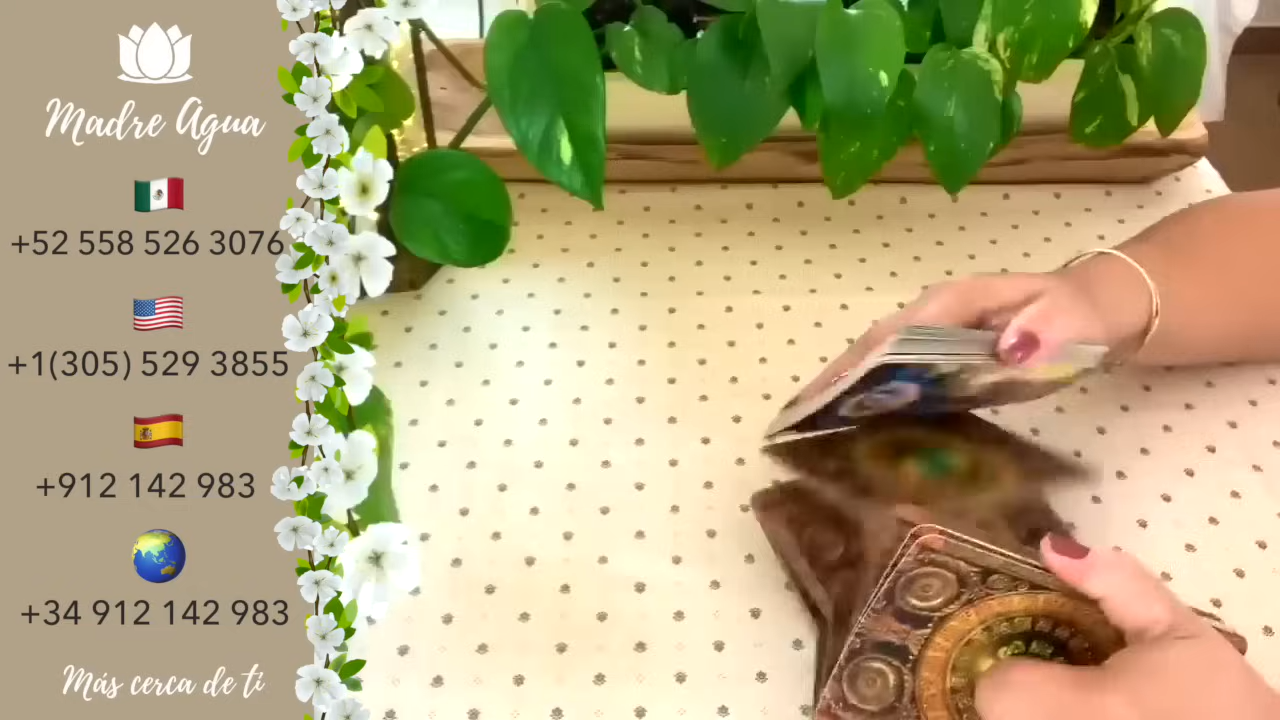 Madre Agua
+52 558 526 3076
+1(305) 529 3855
+912 142 983
+34 912 142 983
Más cerca de ti